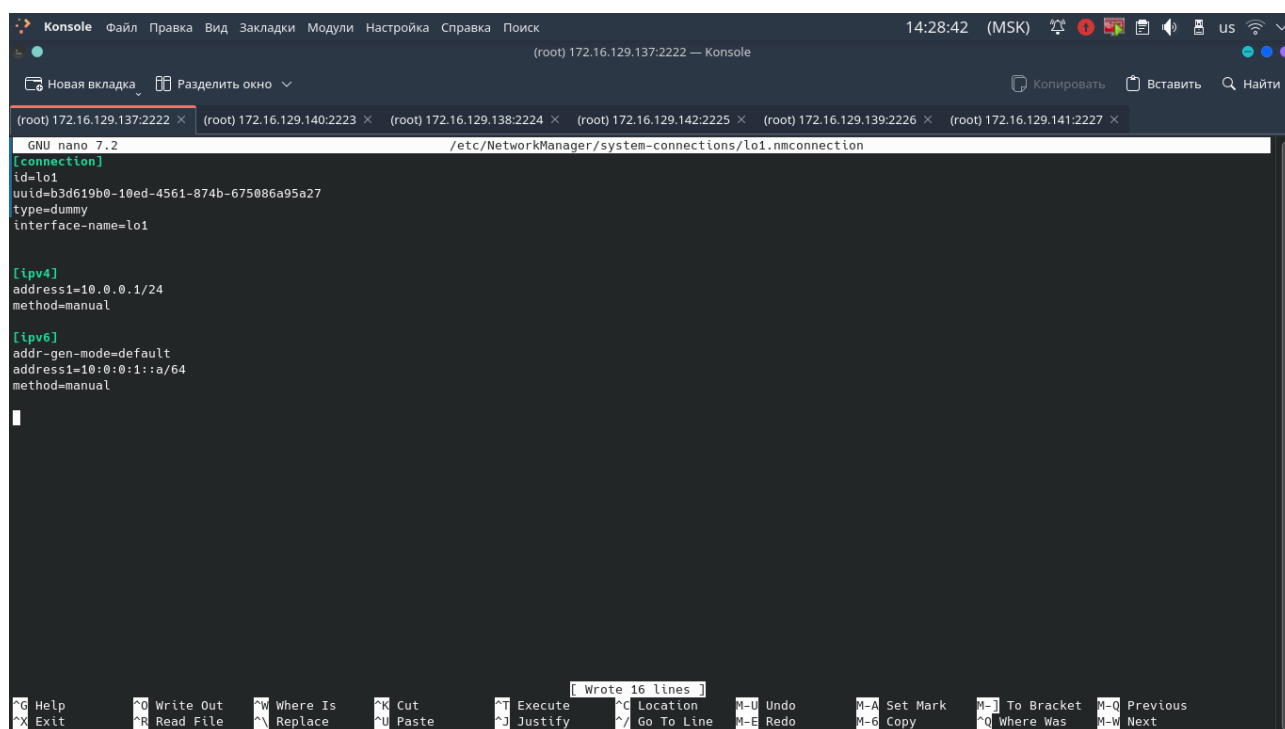 Konsole Файл Правка Вид Закладки Модули Настройка Справка Поиск 14:28:42 (MSK) us
(root) 172.16.129.137:2222 — Konsole
Новая вкладка Разделить окно Копировать Вставить Найти
(root) 172.16.129.137:2222 × (root) 172.16.129.140:2223 × (root) 172.16.129.138:2224 × (root) 172.16.129.142:2225 × (root) 172.16.129.139:2226 × (root) 172.16.129.141:2227 ×
GNU nano 7.2 /etc/NetworkManager/system-connections/lo1.nmconnection
[connection]
id=lo1
uuid=b3d619b0-10ed-4561-874b-675086a95a27
type=dummy
interface-name=lo1
[ipv4]
address1=10.0.0.1/24
method=manual
[ipv6]
addr-gen-mode=default
address1=10:0:0:1::a/64
method=manual
[ Wrote 16 lines ]
^G Help ^O Write Out ^W Where Is ^K Cut ^T Execute ^C Location M-U Undo M-A Set Mark M-] To Bracket M-Q Previous
^X Exit ^R Read File ^\ Replace ^U Paste ^J Justify ^/ Go To Line M-E Redo M-6 Copy ^Q Where Was M-W Next